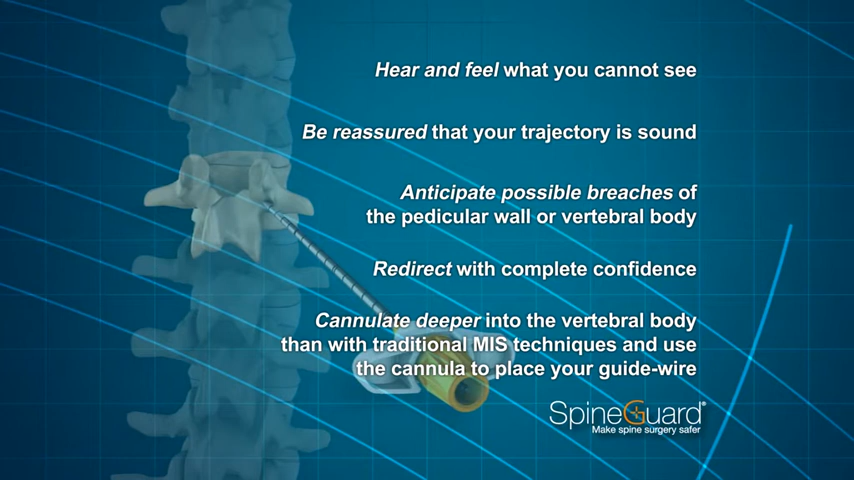 Hear and feel what you cannot see
Be reassured that your trajectory is sound
Anticipate possible breaches of
the pedicular wall or vertebral body
Redirect with complete confidence
Cannulate deeper into the vertebral body
than with traditional MIS techniques and use
the cannula to place your guide-wire
SpineGuard®
Make spine surgery safer